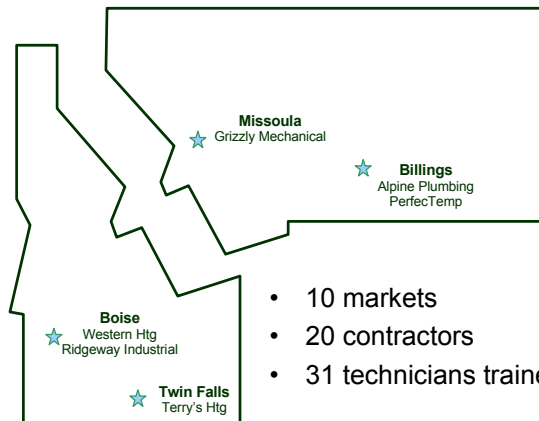 Missoula
Grizzly Mechanical
Billings
Alpine Plumbing
PerfecTemp
Boise
Western Htg
Ridgeway Industrial
Twin Falls
Terry's Htg
• 10 markets
• 20 contractors
• 31 technicians traine